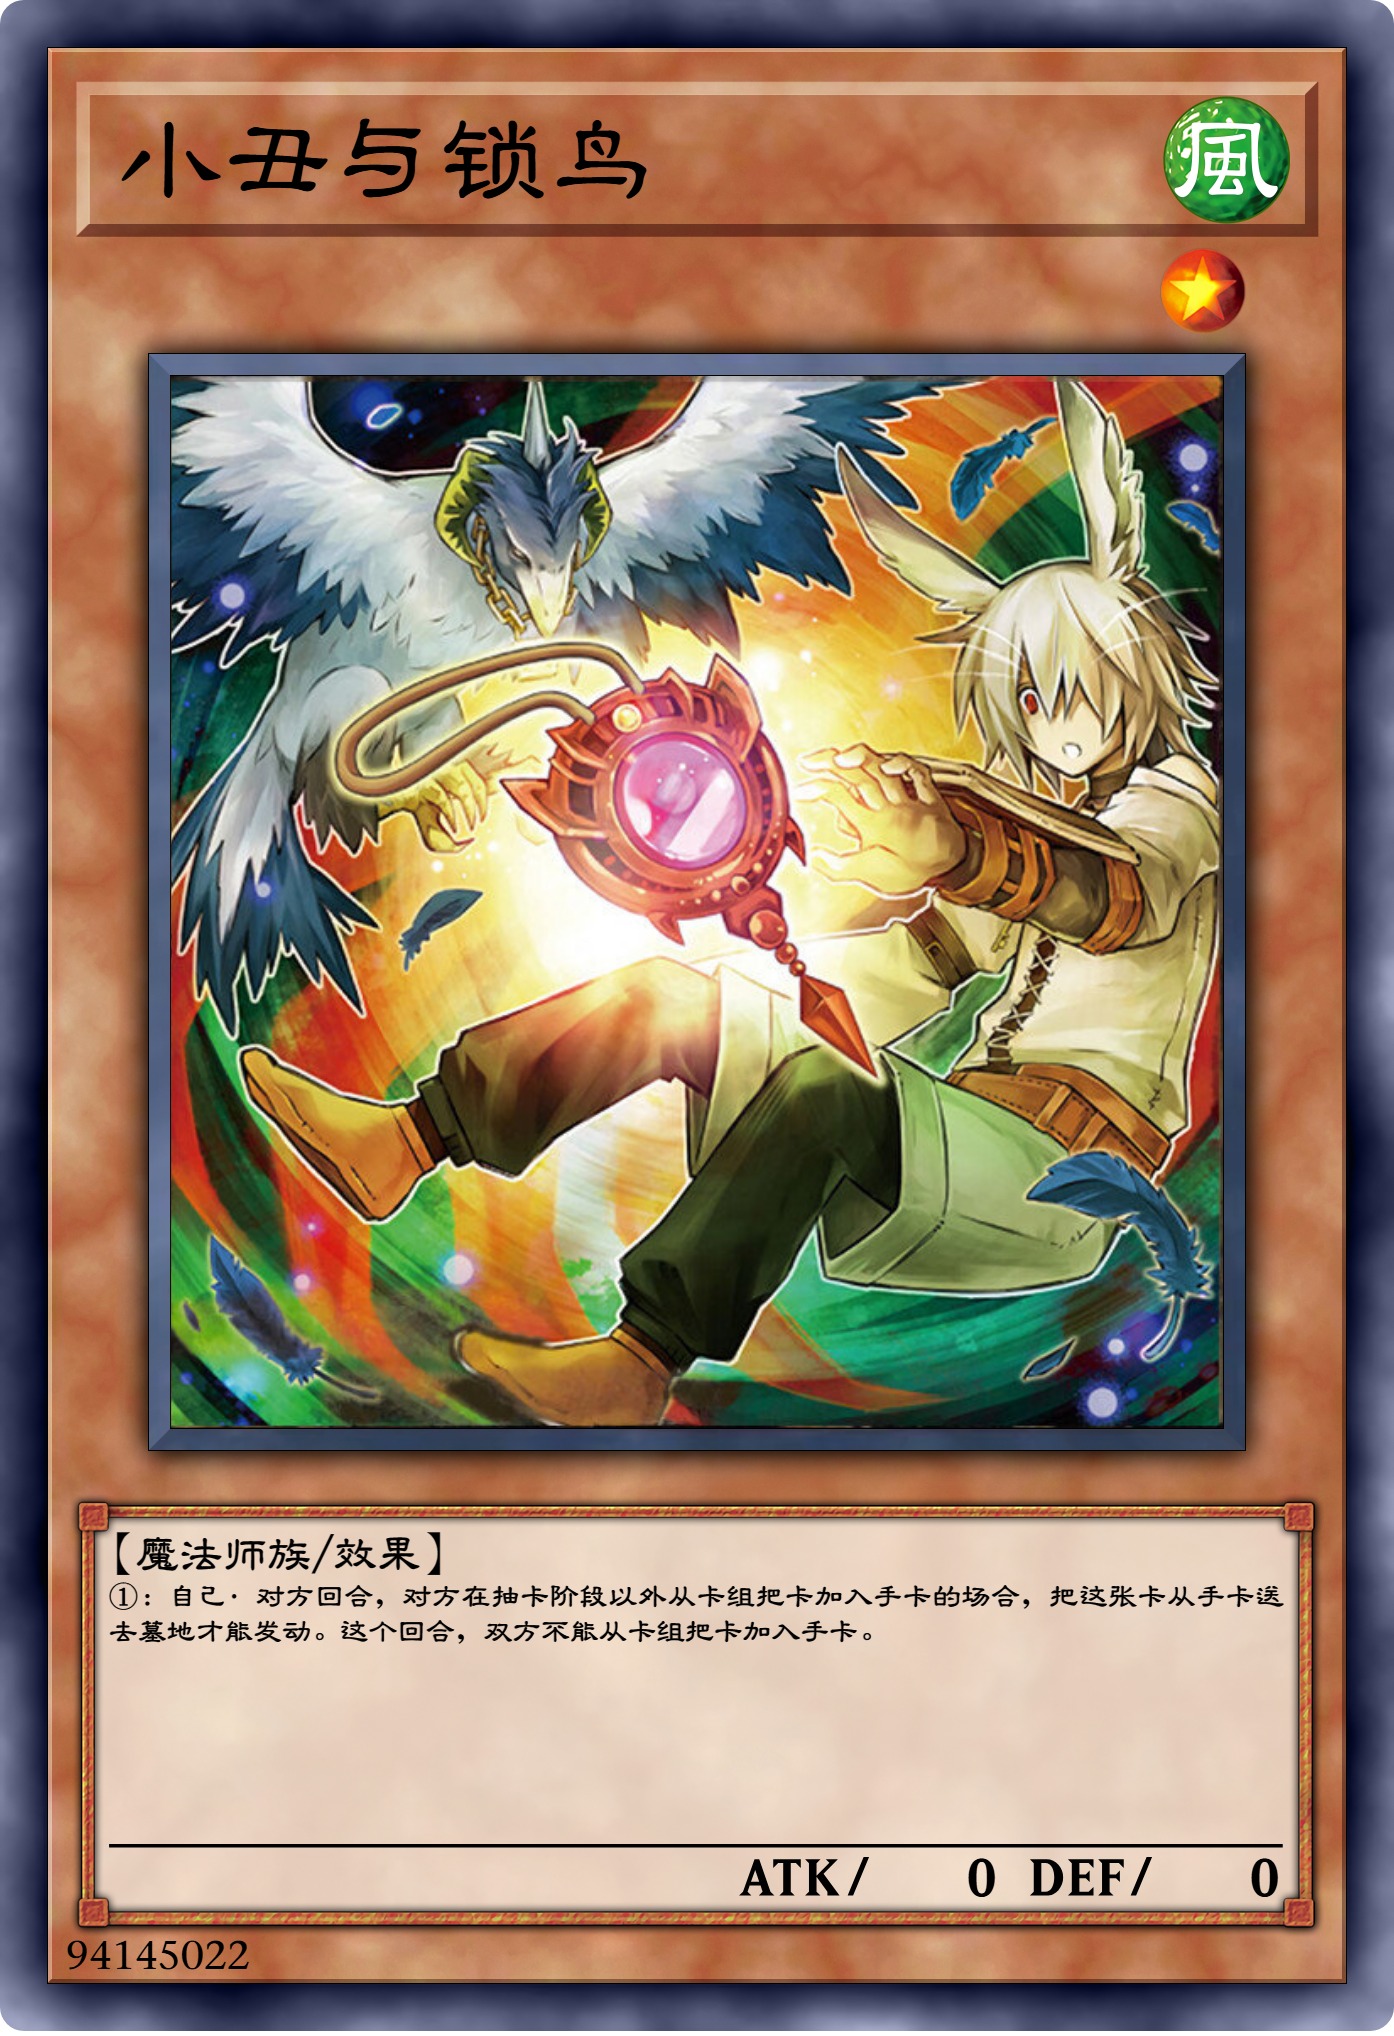 小丑与锁鸟
風
【魔法师族/效果】
①：自己·对方回合，对方在抽卡阶段以外从卡组把卡加入手卡的场合，把这张卡从手卡送
去墓地才能发动。这个回合，双方不能从卡组把卡加入手卡。
ATK/ 0 DEF/ 0
94145022